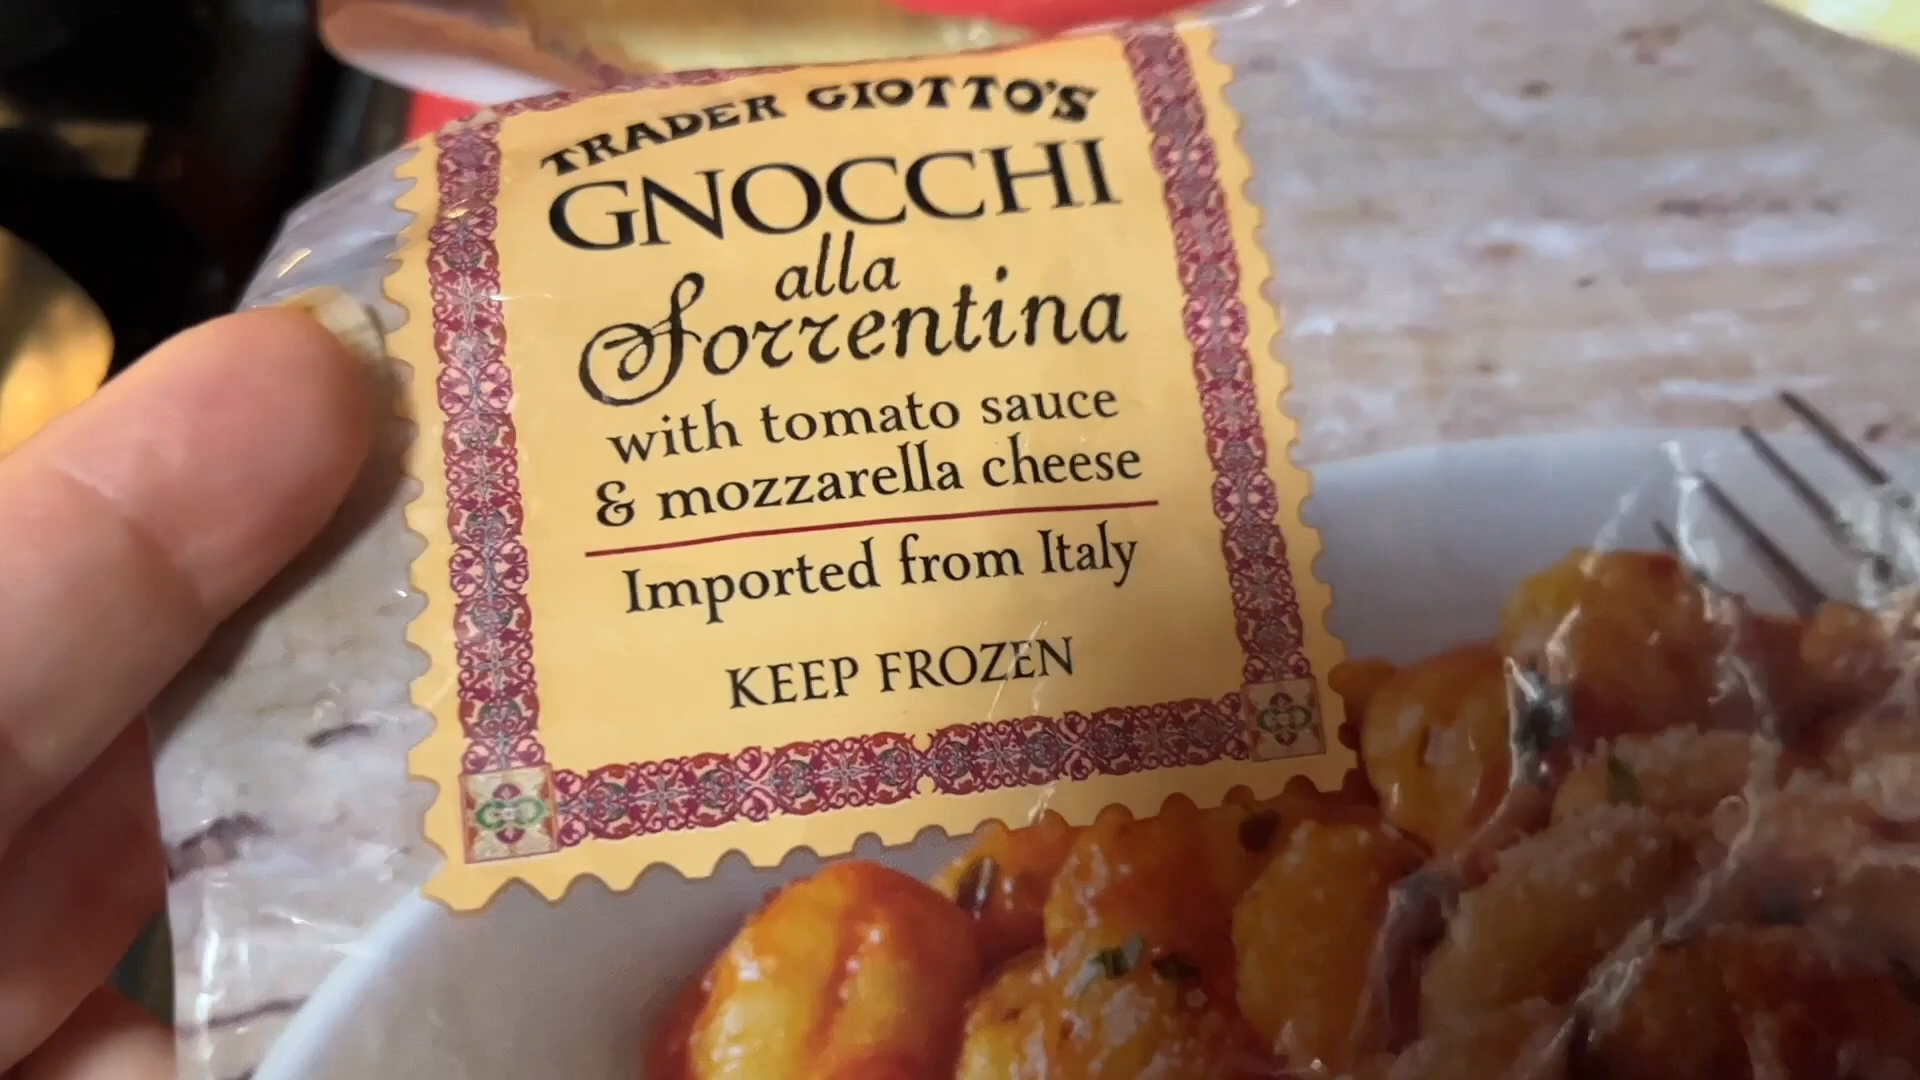 TRADER GIOTTO'S
GNOCCHI
alla
Sorrentina
with tomato sauce
& mozzarella cheese
Imported from Italy
KEEP FROZEN